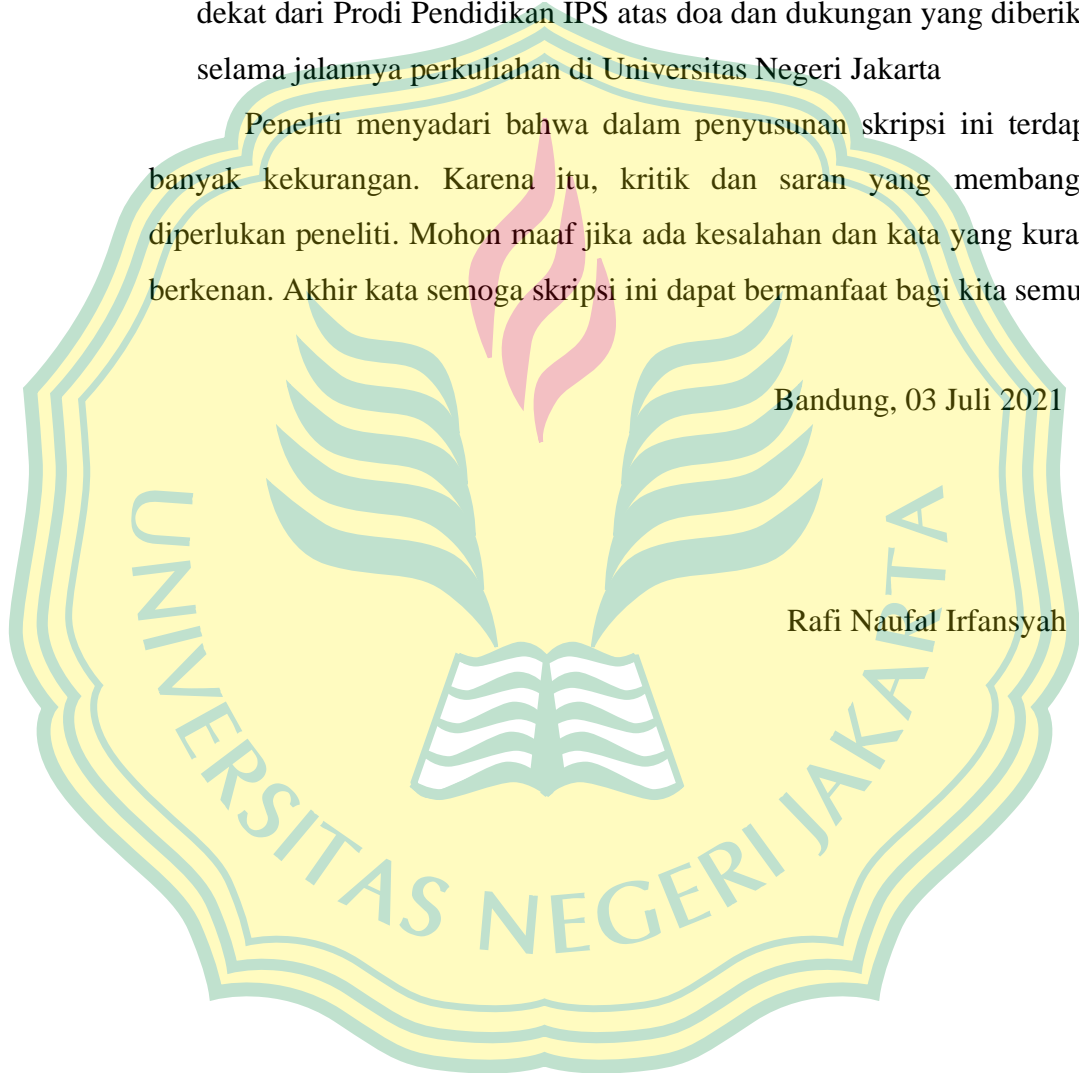 dekat dari Prodi Pendidikan IPS atas doa dan dukungan yang diberik
selama jalannya perkuliahan di Universitas Negeri Jakarta
Peneliti menyadari bahwa dalam penyusunan skripsi ini terdap
banyak kekurangan. Karena itu, kritik dan saran yang membang
diperlukan peneliti. Mohon maaf jika ada kesalahan dan kata yang kura
berkenan. Akhir kata semoga skripsi ini dapat bermanfaat bagi kita semu
Bandung, 03 Juli 2021
Rafi Naufal Irfansyah
UNIVERSITAS NEGERI JAKARTA